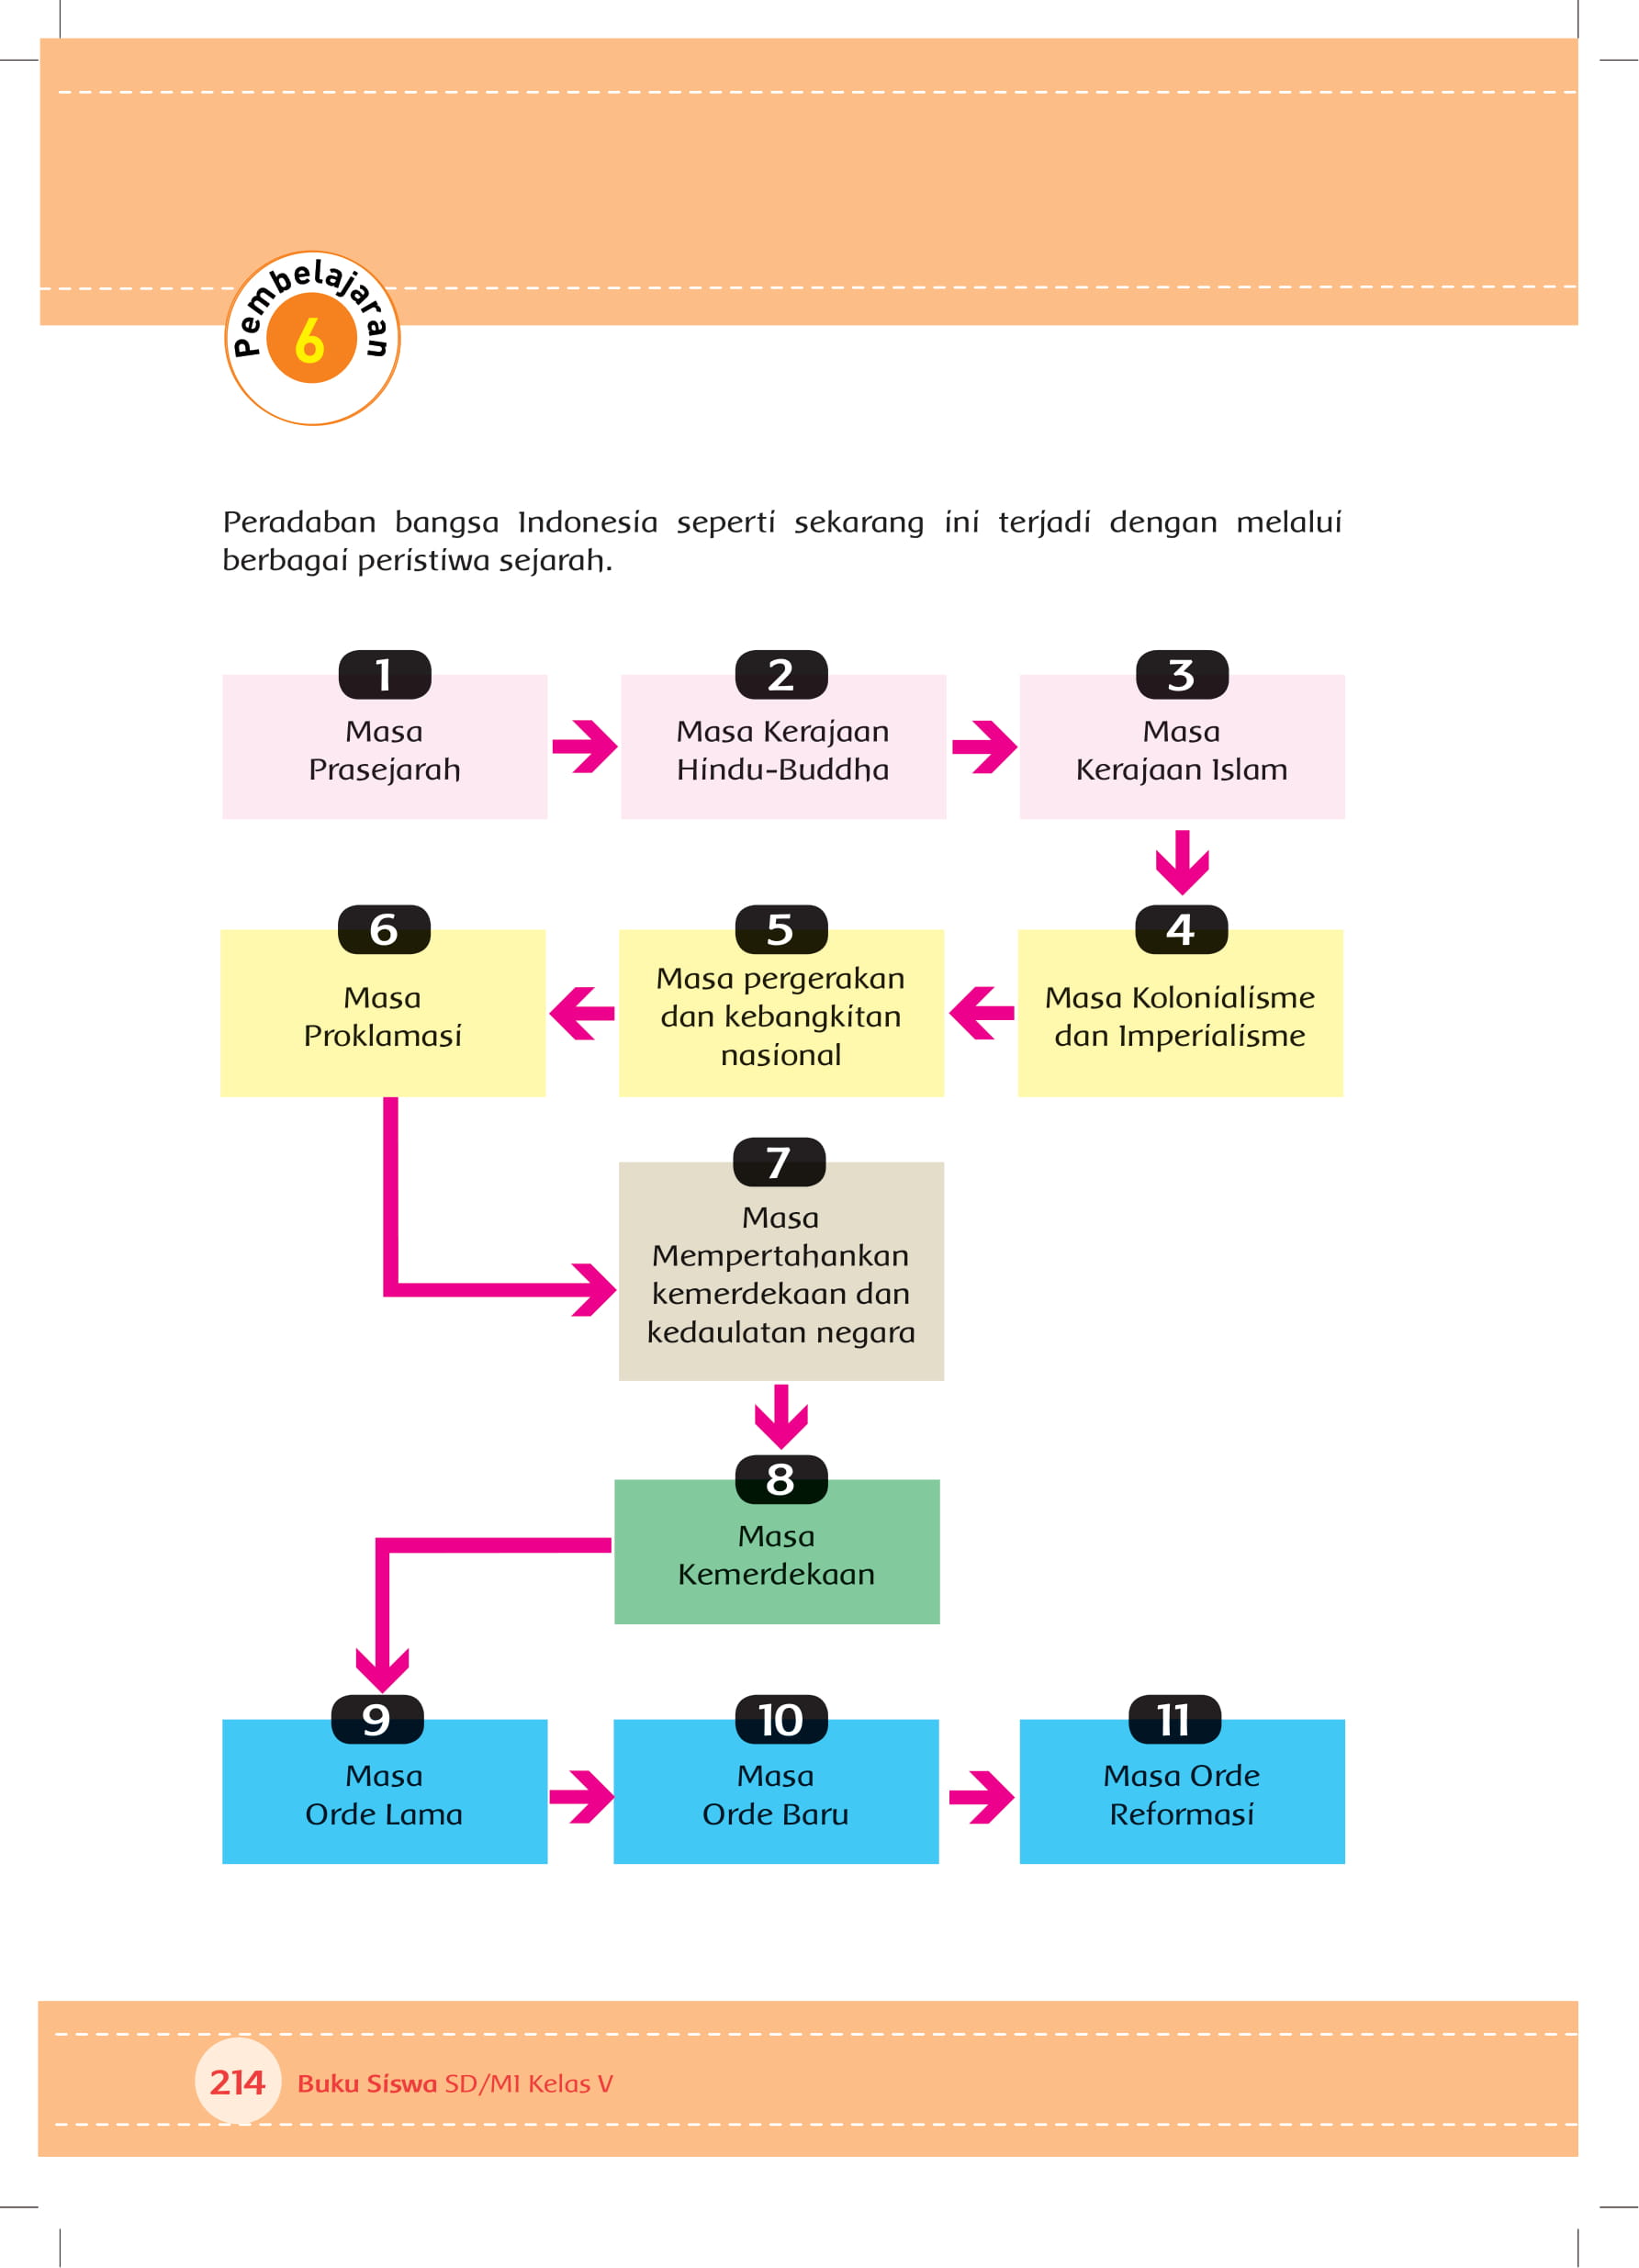 Pembelajaran
6
Peradaban bangsa Indonesia seperti sekarang ini terjadi dengan melalui
berbagai peristiwa sejarah.
1
Masa
Prasejarah
2
Masa Kerajaan
Hindu-Buddha
3
Masa
Kerajaan Islam
4
Masa Kolonialisme
dan Imperialisme
5
Masa pergerakan
dan kebangkitan
nasional
6
Masa
Proklamasi
7
Masa
Mempertahankan
kemerdekaan dan
kedaulatan negara
8
Masa
Kemerdekaan
9
Masa
Orde Lama
10
Masa
Orde Baru
11
Masa Orde
Reformasi
214
Buku Siswa SD/MI Kelas V